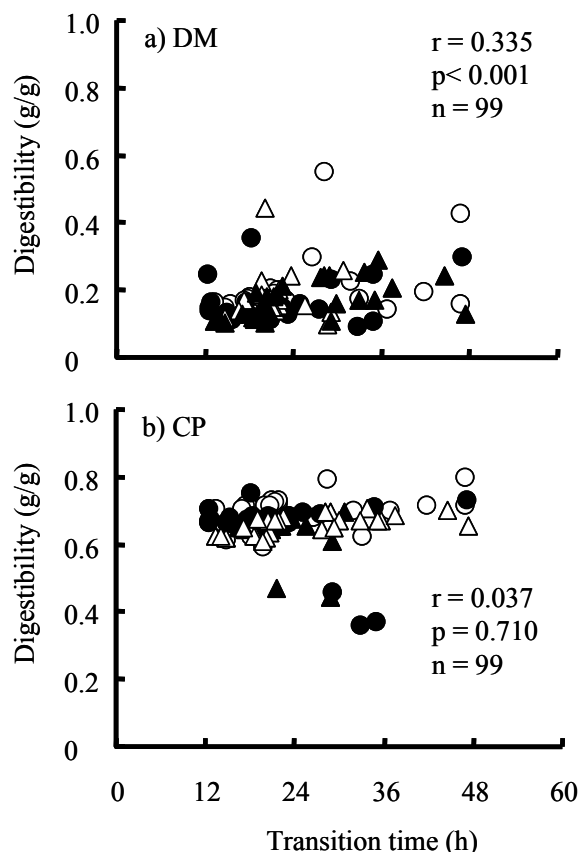 a) DM
r = 0.335
p< 0.001
n = 99
Digestibility (g/g)
1.0
0.8
0.6
0.4
0.2
0
b) CP
r = 0.037
p = 0.710
n = 99
Digestibility (g/g)
1.0
0.8
0.6
0.4
0.2
0
0 12 24 36 48 60
Transition time (h)